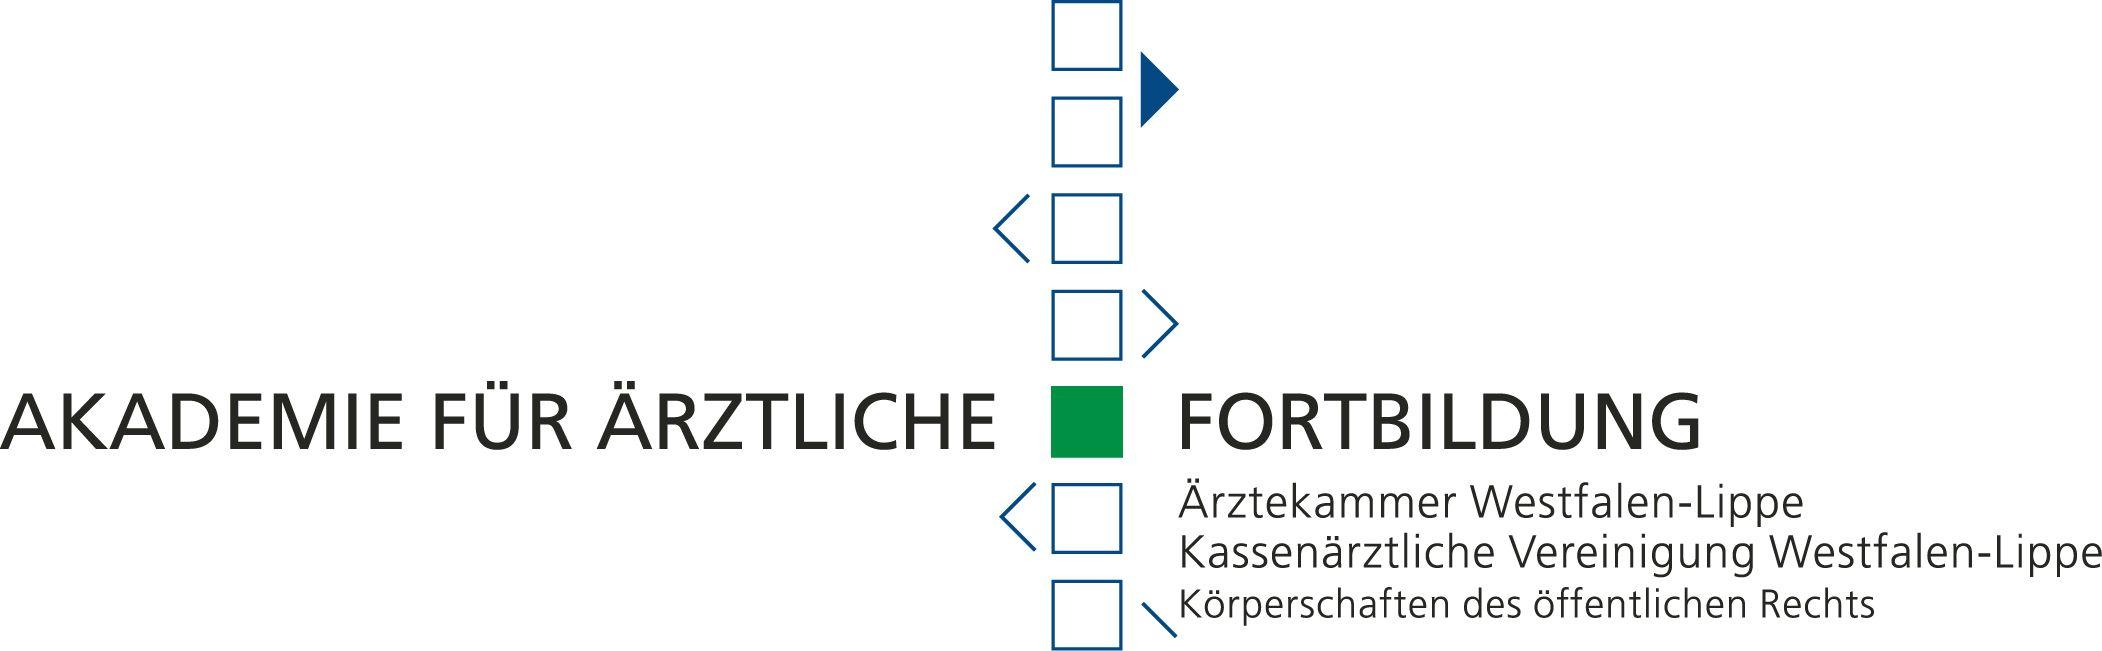 AKADEMIE FÜR ÄRZTLICHE FORTBILDUNG
Ärztekammer Westfalen-Lippe
Kassenärztliche Vereinigung Westfalen-Lippe
Körperschaften des öffentlichen Rechts